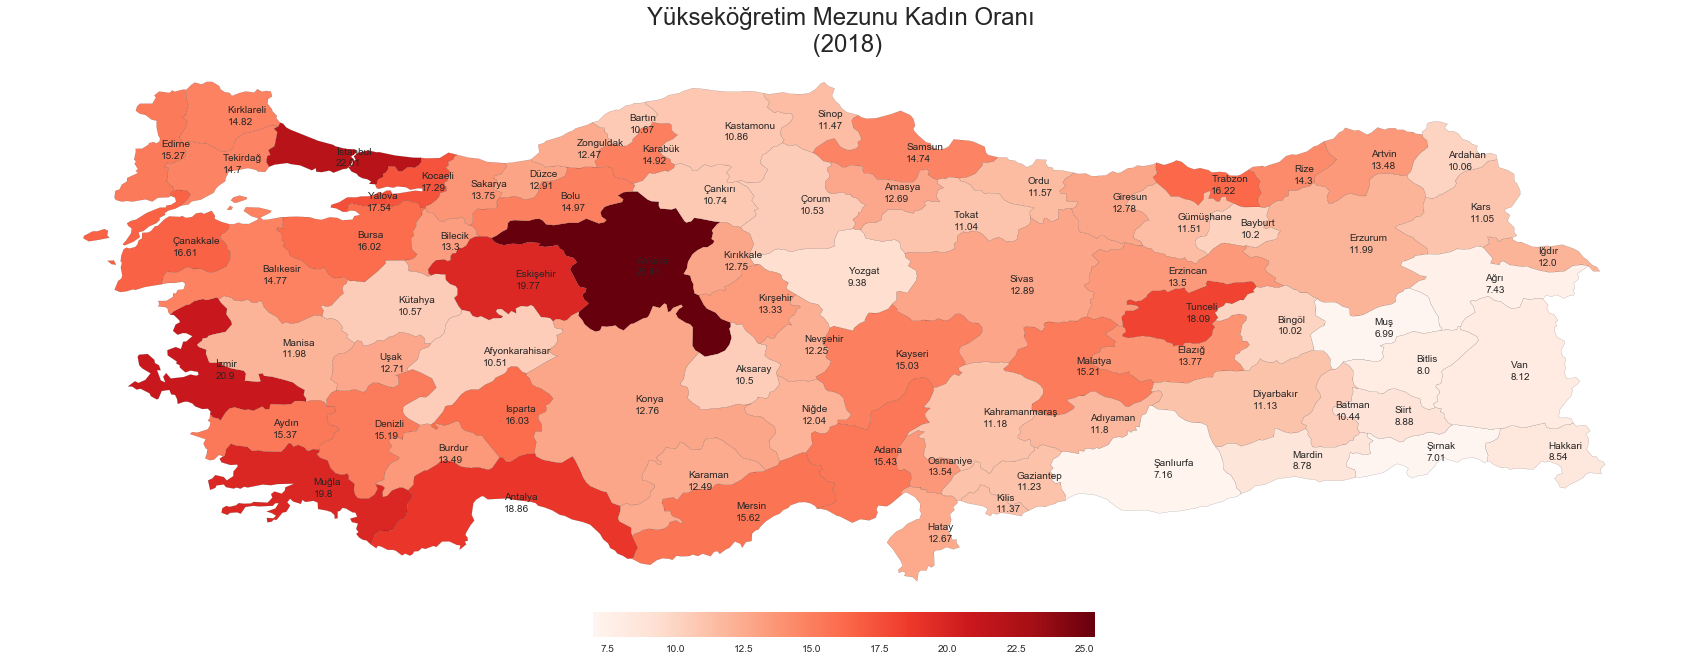 Yükseköğretim Mezunu Kadın Oranı
(2018)
Kırklareli
14.82
Edirne
15.27
Tekirdağ
14.7
İstanbul
Kocaeli
17.29
Yalova
17.54
Sakarya
13.75
Düzce
12.91
Zonguldak
12.47
Bartın
10.67
Karabük
14.92
Kastamonu
10.86
Sinop
11.47
Samsun
14.74
Bolu
14.97
Çankırı
10.74
Çorum
10.53
Amasya
12.69
Ordu
11.57
Tokat
11.04
Giresun
12.78
Gümüşhane
11.51
Trabzon
16.22
Rize
14.3
Artvin
13.48
Ardahan
10.06
Bayburt
10.2
Kars
11.05
Erzurum
11.99
Iğdır
12.0
Ağrı
7.43
Çanakkale
16.61
Bursa
16.02
Bilecik
13.3
Balıkesir
14.77
Eskişehir
19.77
Kütahya
10.57
Kırıkkale
12.75
Kırşehir
13.33
Yozgat
9.38
Sivas
12.89
Erzincan
13.5
Tunceli
18.09
Bingöl
10.02
Muş
6.99
Bitlis
8.0
Van
8.12
Manisa
11.98
İzmir
20.9
Uşak
12.71
Afyonkarahisar
10.51
Nevşehir
12.25
Aksaray
10.5
Kayseri
15.03
Malatya
15.21
Elazığ
13.77
Diyarbakır
11.13
Batman
10.44
Siirt
8.88
Aydın
15.37
Denizli
15.19
Isparta
16.03
Konya
12.76
Niğde
12.04
Kahramanmaraş
11.18
Adıyaman
11.8
Burdur
13.49
Adana
15.43
Osmaniye
13.54
Gaziantep
11.23
Şanlıurfa
7.16
Mardin
8.78
Şırnak
7.01
Hakkari
8.54
Muğla
19.8
Antalya
18.86
Karaman
12.49
Mersin
15.62
Kilis
11.37
Hatay
12.67
7.5 10.0 12.5 15.0 17.5 20.0 22.5 25.0